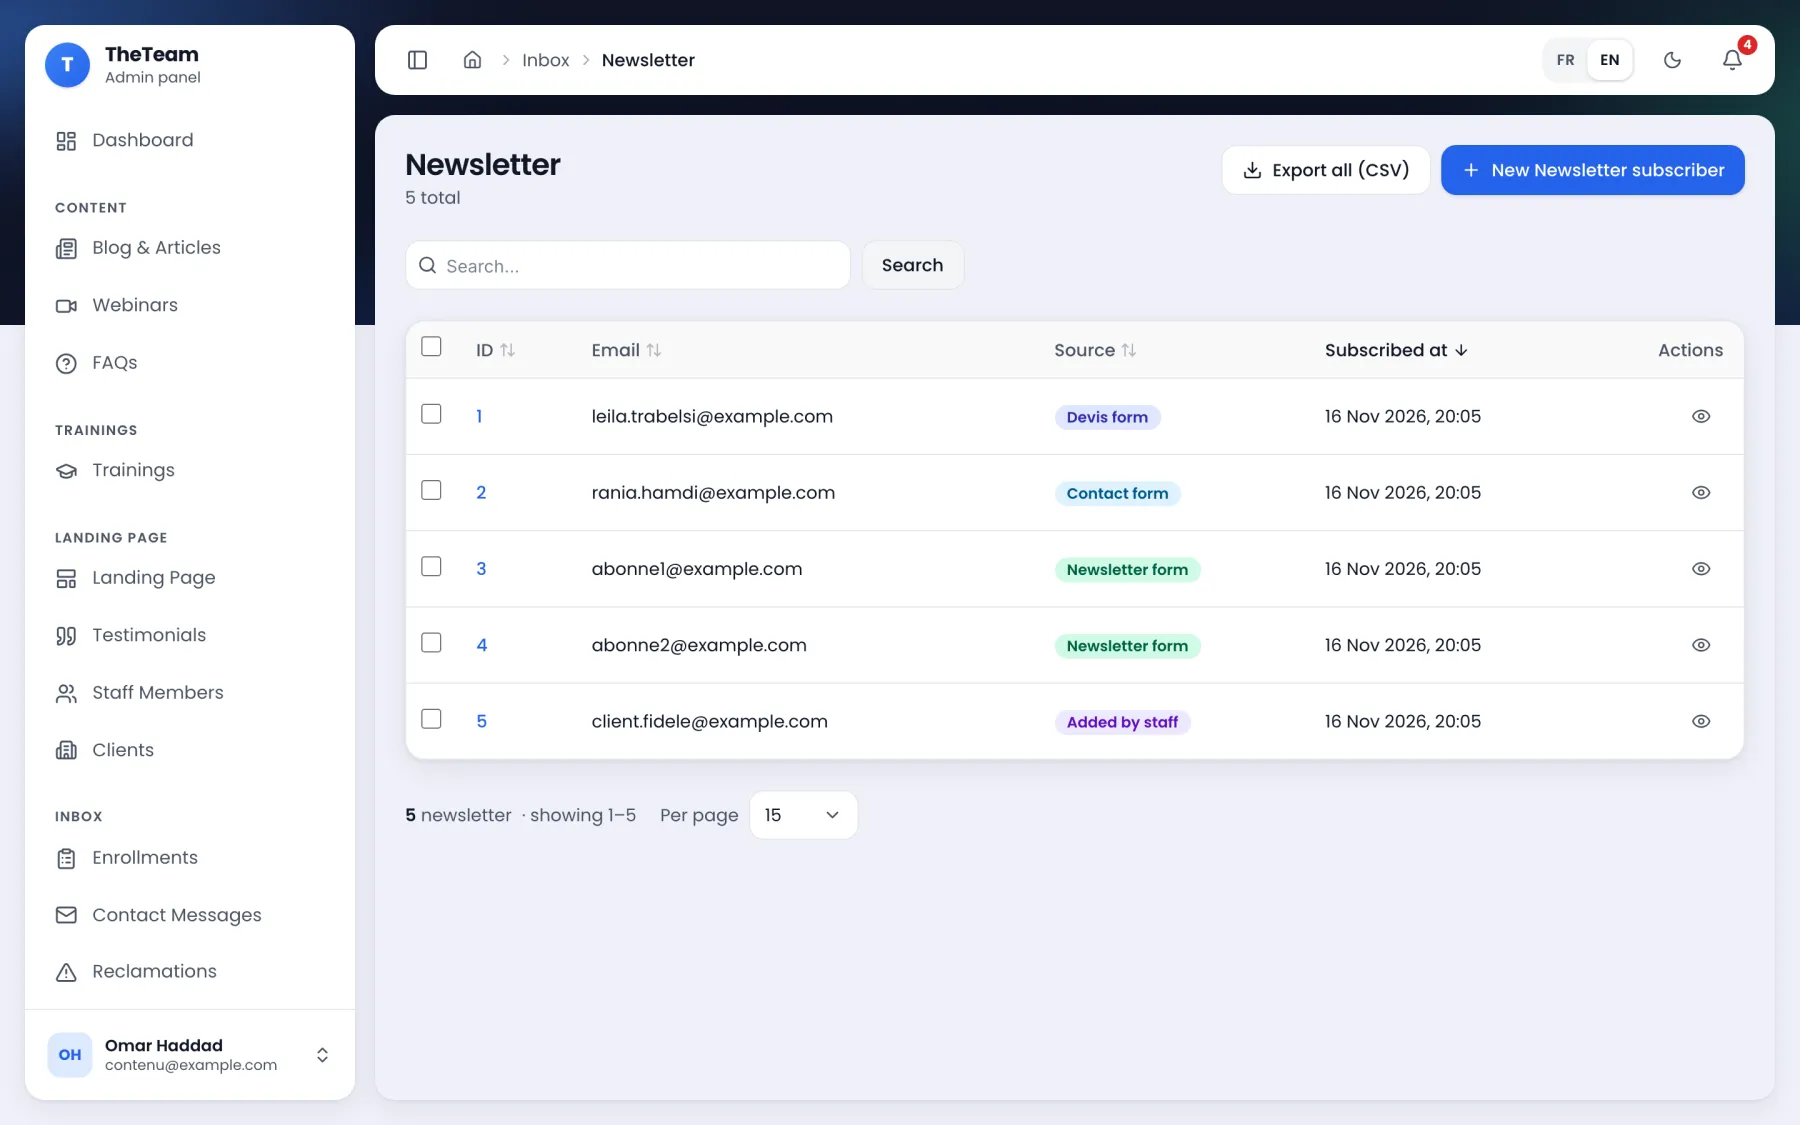 T
TheTeam
Admin panel
Dashboard
CONTENT
Blog & Articles
Webinars
FAQs
TRAININGS
Trainings
LANDING PAGE
Landing Page
Testimonials
Staff Members
Clients
INBOX
Enrollments
Contact Messages
Reclamations
OH
Omar Haddad
contenu@example.com
Inbox
Newsletter
FR
EN
4
Newsletter
5 total
Export all (CSV)
New Newsletter subscriber
Search...
Search
ID Email Source Subscribed at Actions
1 leila.trabelsi@example.com Devis form 16 Nov 2026, 20:05
2 rania.hamdi@example.com Contact form 16 Nov 2026, 20:05
3 abonne1@example.com Newsletter form 16 Nov 2026, 20:05
4 abonne2@example.com Newsletter form 16 Nov 2026, 20:05
5 client.fidele@example.com Added by staff 16 Nov 2026, 20:05
5 newsletter · showing 1–5 Per page 15